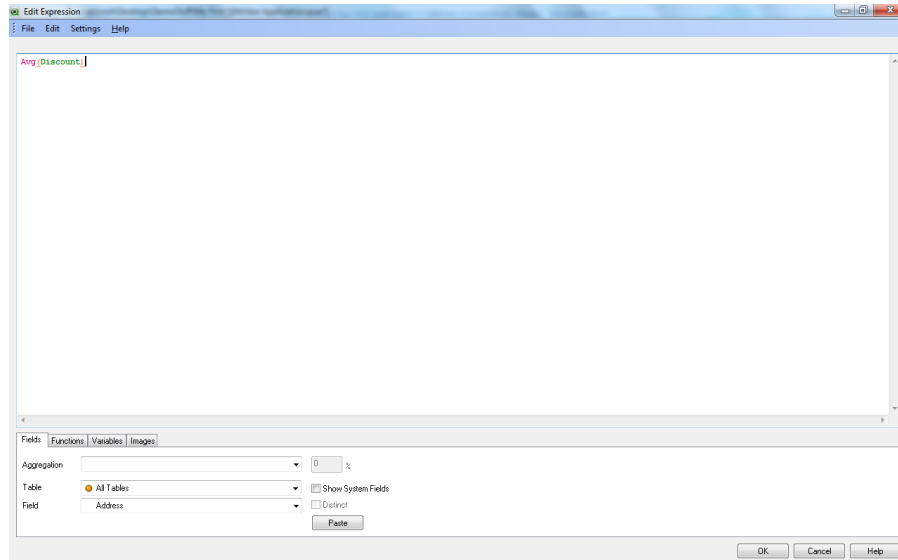 Edit Expression
File Edit Settings Help
Avg(Discount)
Fields Functions Variables Images
Aggregation 0 %
Table All Tables Show System Fields
Field Address Distinct
Paste
OK Cancel Help